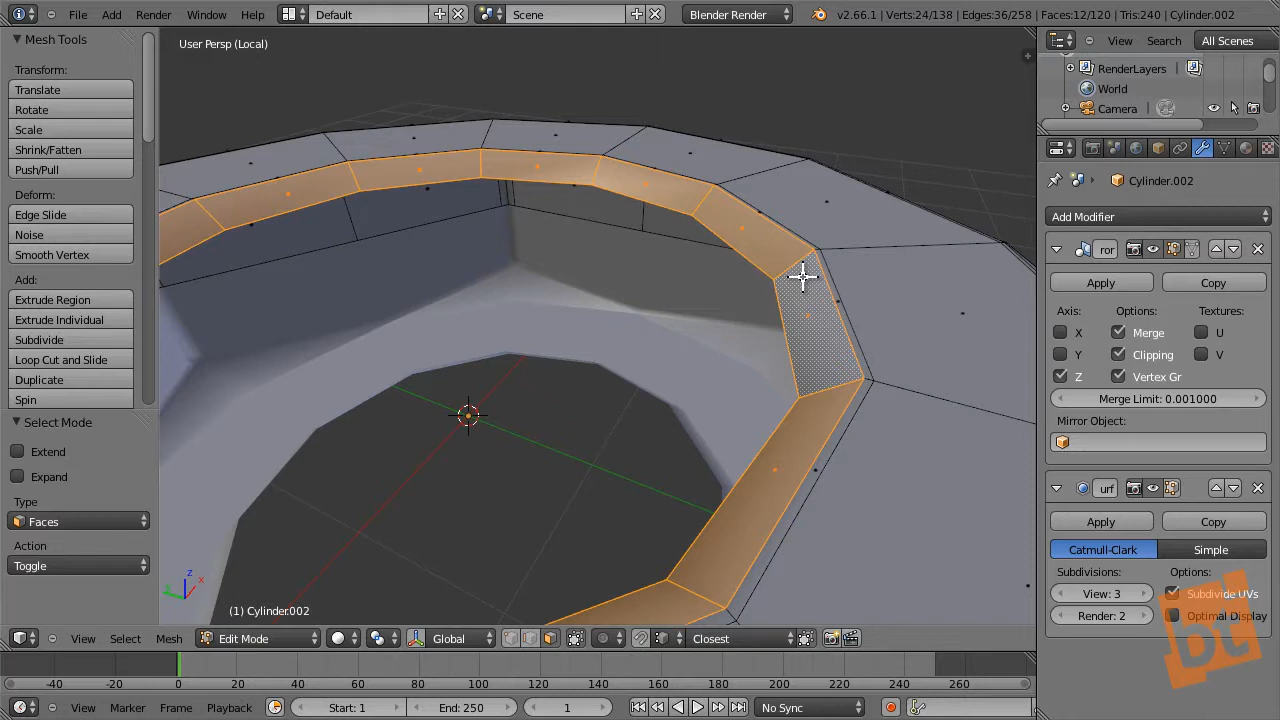 File Add Render Window Help Default Scene Blender Render v2.66.1 | Verts:24/138 | Edges:36/258 | Faces:12/120 | Tris:240 | Cylinder.002
Mesh Tools
Transform:
Translate
Rotate
Scale
Shrink/Fatten
Push/Pull
Deform:
Edge Slide
Noise
Smooth Vertex
Add:
Extrude Region
Extrude Individual
Subdivide
Loop Cut and Slide
Duplicate
Spin
Select Mode
Extend
Expand
Type
Faces
Action
Toggle
User Persp (Local)
z
x
(1) Cylinder.002
View Select Mesh Edit Mode Global Closest
View Search All Scenes
RenderLayers
World
Camera
Cylinder.002
Add Modifier
ror
Apply Copy
Axis: Options: Textures:
X Merge U
Y Clipping V
Z Vertex Gr
Merge Limit: 0.001000
Mirror Object:
urf
Apply Copy
Catmull-Clark Simple
Subdivisions: Options:
View: 3 Subdivide UVs
Render: 2 Optimal Display
bt
-40 -20 0 20 40 60 80 100 120 140 160 180 200 220 240 260
View Marker Frame Playback Start: 1 End: 250 1 No Sync